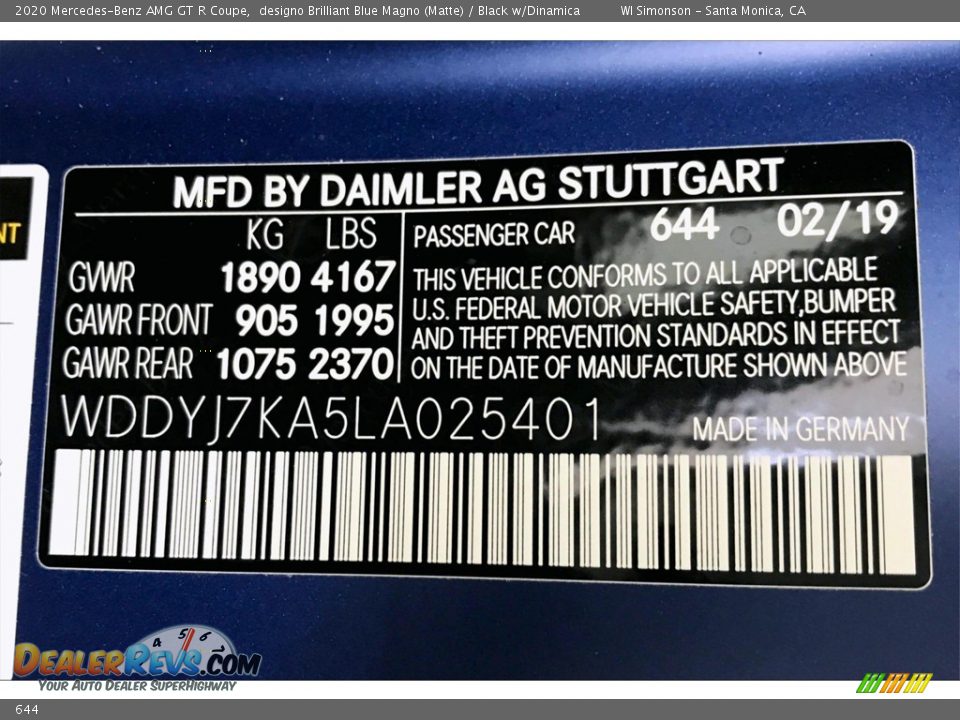 2020 Mercedes-Benz AMG GT R Coupe, designo Brilliant Blue Magno (Matte) / Black w/Dinamica WI Simonson - Santa Monica, CA
NT
MFD BY DAIMLER AG STUTTGART
KG LBS
GVWR 1890 4167
GAWR FRONT 905 1995
GAWR REAR 1075 2370
PASSENGER CAR 644 02/19
THIS VEHICLE CONFORMS TO ALL APPLICABLE
U.S. FEDERAL MOTOR VEHICLE SAFETY,BUMPER
AND THEFT PREVENTION STANDARDS IN EFFECT
ON THE DATE OF MANUFACTURE SHOWN ABOVE
WDDYJ7KA5LA025401
MADE IN GERMANY
4 5 6
DEALERREVS.COM
YOUR AUTO DEALER SUPERHIGHWAY
644